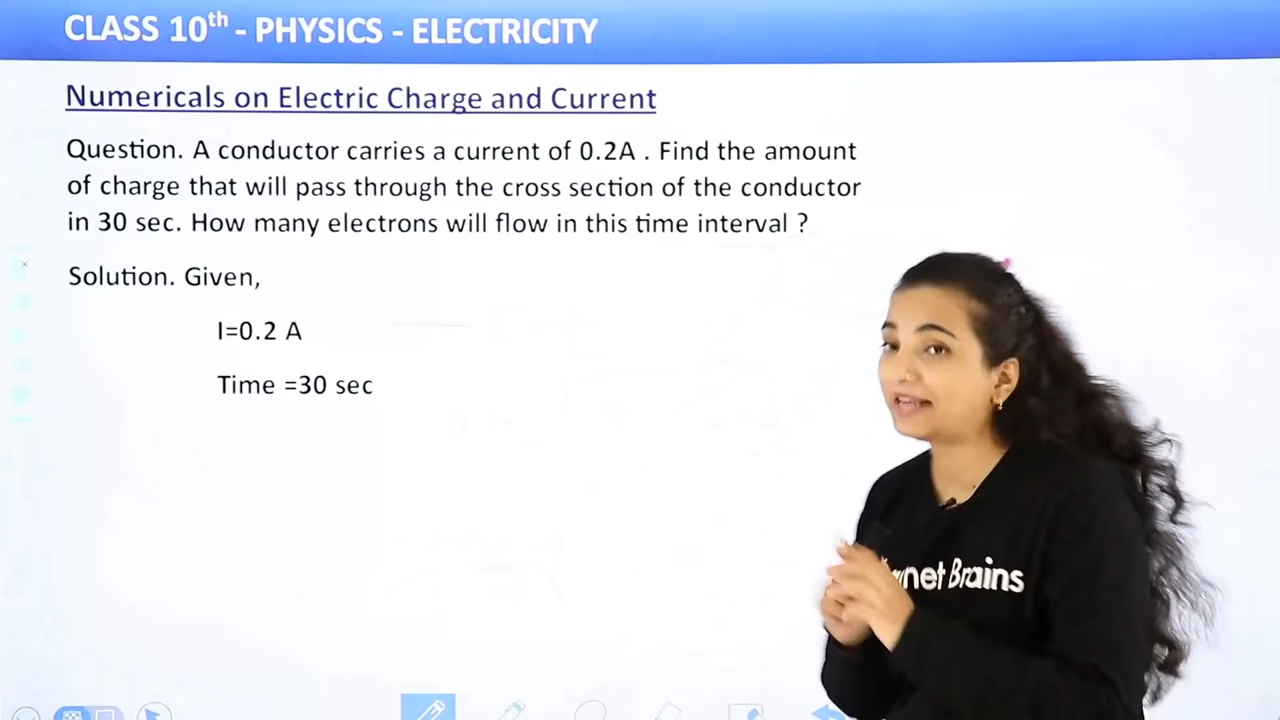 CLASS 10th - PHYSICS - ELECTRICITY
Numericals on Electric Charge and Current
Question. A conductor carries a current of 0.2A . Find the amount
of charge that will pass through the cross section of the conductor
in 30 sec. How many electrons will flow in this time interval ?
Solution. Given,
I=0.2 A
Time =30 sec
Brains